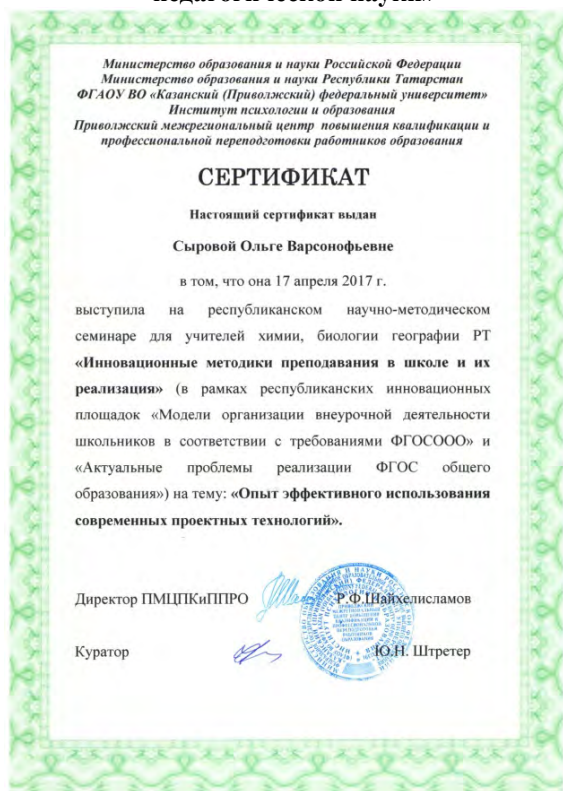 педагогической науки»
Министерство образования и науки Российской Федерации
Министерство образования и науки Республики Татарстан
ФГАОУ ВО «Казанский (Приволжский) федеральный университет»
Институт психологии и образования
Приволжский межрегиональный центр повышения квалификации и
профессиональной переподготовки работников образования
СЕРТИФИКАТ
Настоящий сертификат выдан
Сыровой Ольге Варсонофьевне
в том, что она 17 апреля 2017 г.
выступила на республиканском научно-методическом
семинаре для учителей химии, биологии географии РТ
«Инновационные методики преподавания в школе и их
реализация» (в рамках республиканских инновационных
площадок «Модели организации внеурочной деятельности
школьников в соответствии с требованиями ФГОСООО» и
«Актуальные проблемы реализации ФГОС общего
образования») на тему: «Опыт эффективного использования
современных проектных технологий».
Директор ПМЦПКиППРО Р.Ф.Шайхелисламов
Куратор Ю.Н. Штретер